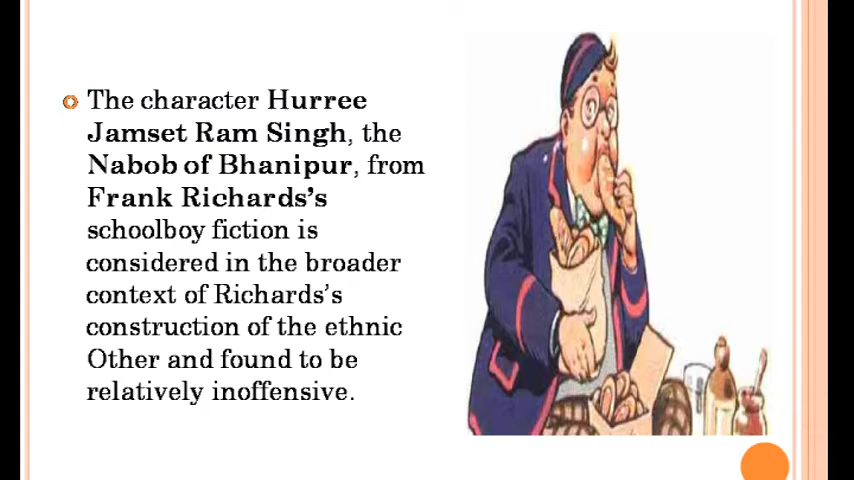 The character Hurree
Jamset Ram Singh, the
Nabob of Bhanipur, from
Frank Richards’s
schoolboy fiction is
considered in the broader
context of Richards’s
construction of the ethnic
Other and found to be
relatively inoffensive.